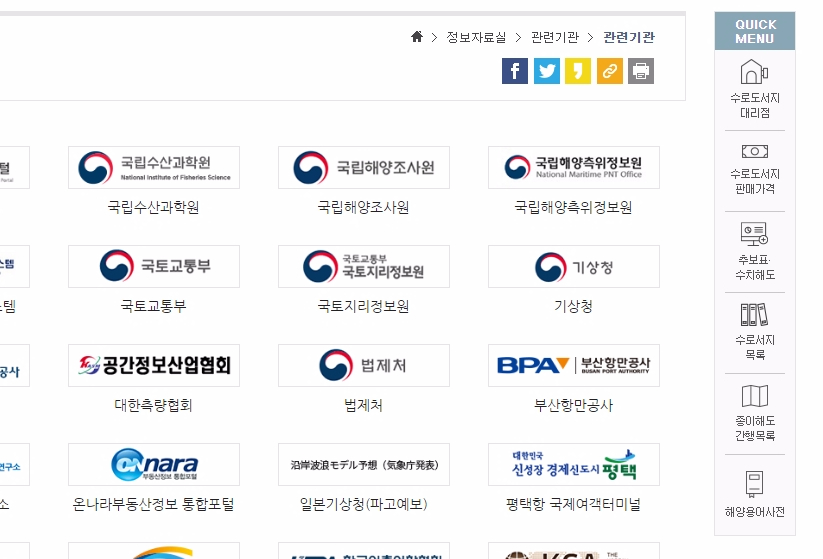 정보자료실 > 관련기관 > 관련기관
QUICK
MENU
수로도서지
대리점
수로도서지
판매가격
추보표·
수치해도
수로서지
목록
종이해도
간행목록
해양용어사전
털
Portal
국립수산과학원
National Institute of Fisheries Science
국립해양조사원
국립해양측위정보원
National Maritime PNT Office
국립수산과학원
국립해양조사원
국립해양측위정보원
스템
국토교통부
국토교통부
국토지리정보원
기상청
스템
국토교통부
국토지리정보원
기상청
공사
공간정보산업협회
법제처
BPA 부산항만공사
BUSAN PORT AUTHORITY
대한측량협회
법제처
부산항만공사
연구소
onnara
부동산정보 통합포털
沿岸波浪モデル予想（気象庁発表）
대한민국
신성장 경제신도시 평택
소
온나라부동산정보 통합포털
일본기상청(파고예보)
평택항 국제여객터미널
THE